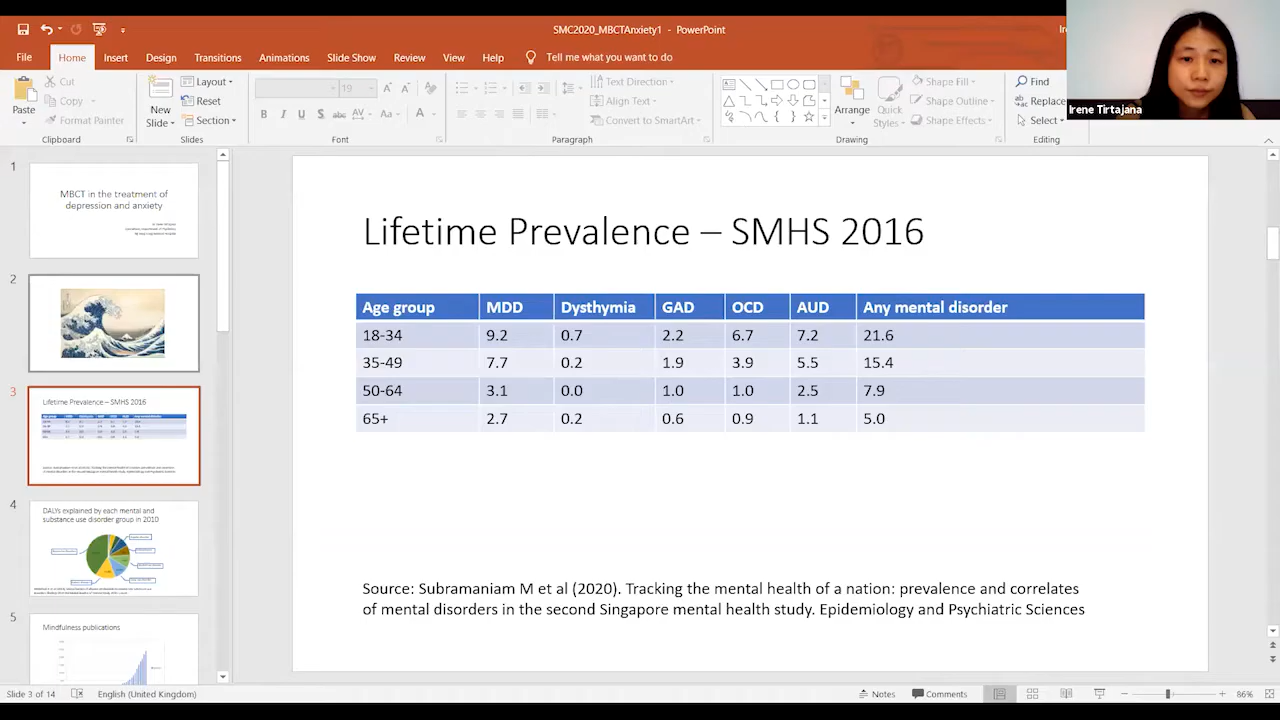 SMC2020_MBCTAnxiety1 - PowerPoint
File Home Insert Design Transitions Animations Slide Show Review View Help Tell me what you want to do
Irene Tirtajana
Paste
Cut
Copy
Format Painter
Clipboard
New
Slide
Layout
Reset
Section
Slides
19
Font
Text Direction
Align Text
Convert to SmartArt
Paragraph
Arrange
Quick
Styles
Shape Fill
Shape Outline
Shape Effects
Drawing
Find
Replace
Select
Editing
1
MBCT in the treatment of
depression and anxiety
2
3
Lifetime Prevalence – SMHS 2016
4
DALYs explained by each mental and
substance use disorder group in 2010
5
Mindfulness publications
Lifetime Prevalence – SMHS 2016
Age group MDD Dysthymia GAD OCD AUD Any mental disorder
18-34 9.2 0.7 2.2 6.7 7.2 21.6
35-49 7.7 0.2 1.9 3.9 5.5 15.4
50-64 3.1 0.0 1.0 1.0 2.5 7.9
65+ 2.7 0.2 0.6 0.9 1.1 5.0
Source: Subramaniam M et al (2020). Tracking the mental health of a nation: prevalence and correlates
of mental disorders in the second Singapore mental health study. Epidemiology and Psychiatric Sciences
Slide 3 of 14 English (United Kingdom) Notes Comments 86%